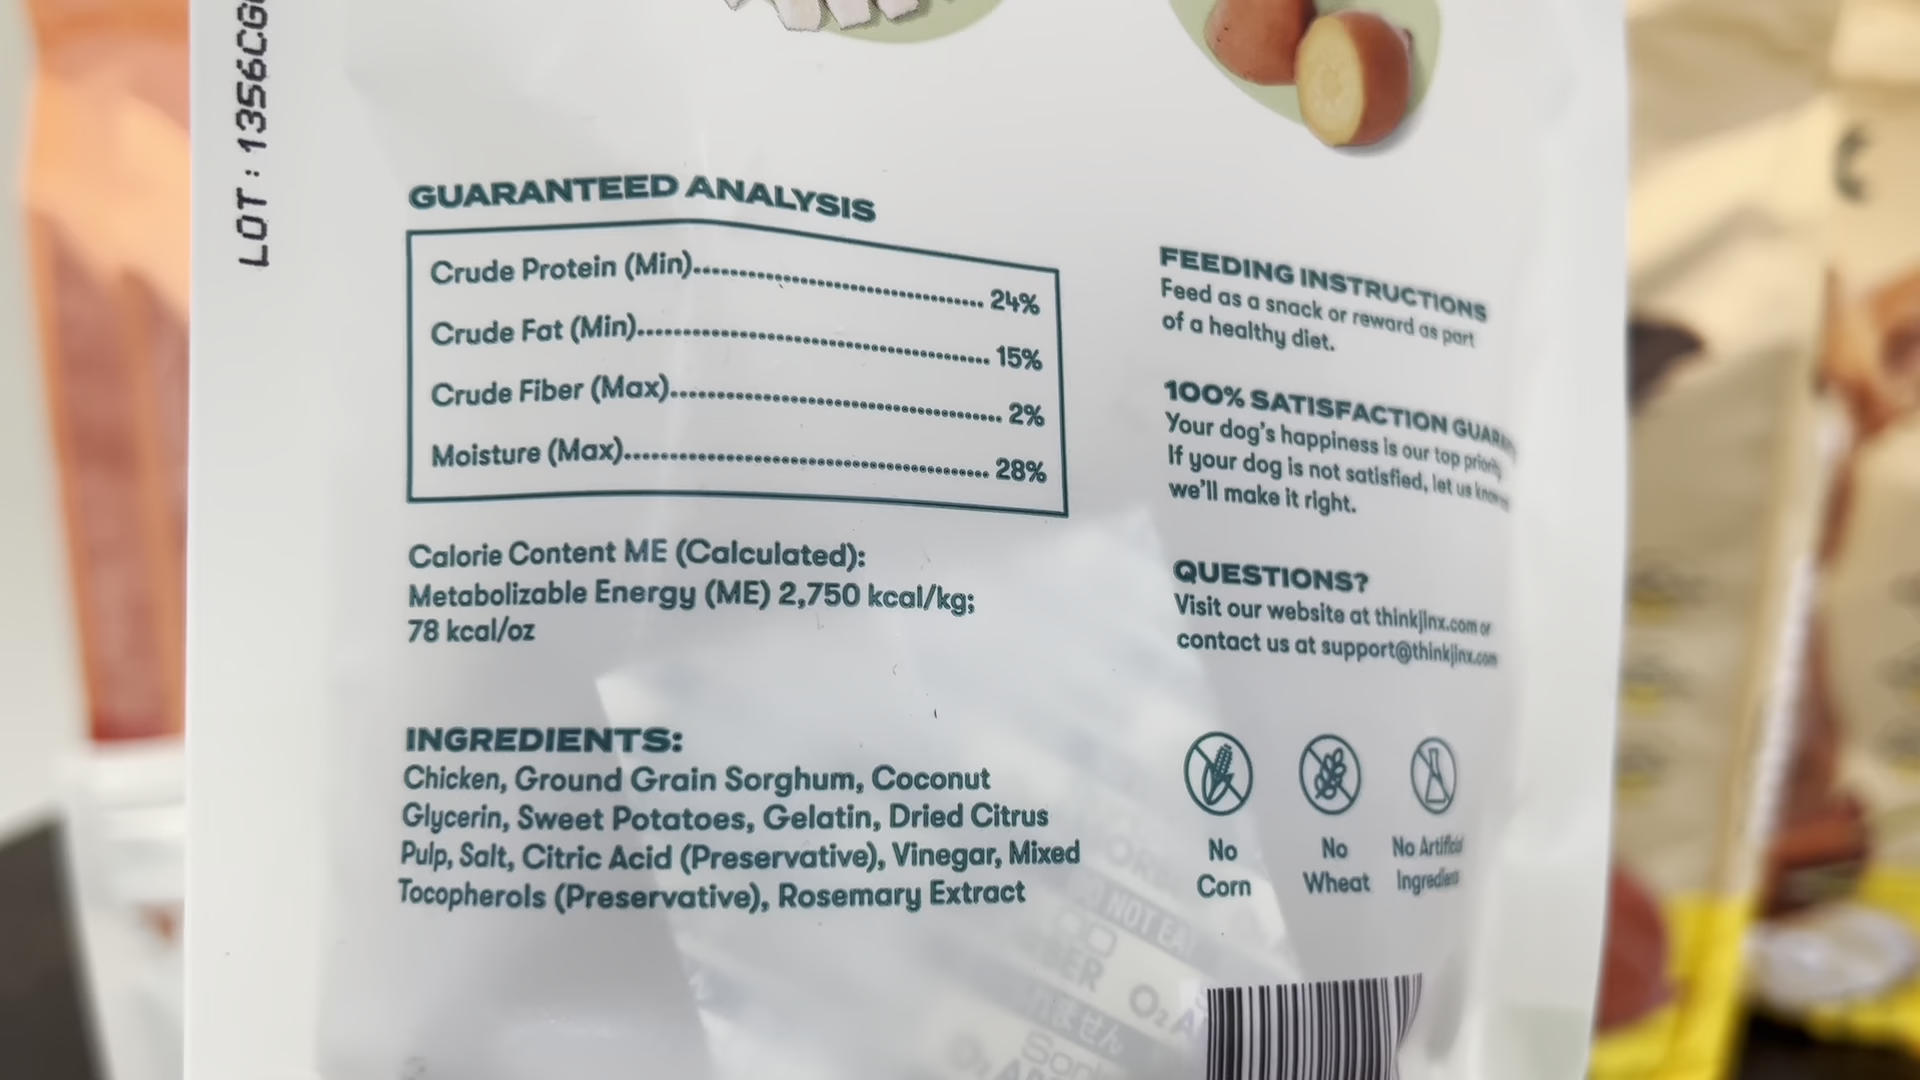 LOT : 1356CG
GUARANTEED ANALYSIS
Crude Protein (Min)........................................ 24%
Crude Fat (Min)................................................ 15%
Crude Fiber (Max)............................................. 2%
Moisture (Max).................................................. 28%
Calorie Content ME (Calculated):
Metabolizable Energy (ME) 2,750 kcal/kg;
78 kcal/oz
INGREDIENTS:
Chicken, Ground Grain Sorghum, Coconut
Glycerin, Sweet Potatoes, Gelatin, Dried Citrus
Pulp, Salt, Citric Acid (Preservative), Vinegar, Mixed
Tocopherols (Preservative), Rosemary Extract
FEEDING INSTRUCTIONS
Feed as a snack or reward as part
of a healthy diet.
100% SATISFACTION
Your dog's happiness is our top priority
If your dog is not satisfied, let us know
we'll make it right.
QUESTIONS?
Visit our website at thinkjinx.com or
contact us at support@thinkjinx.com
No
Corn
No
Wheat
No Artificial
Ingredients
DO NOT EAT